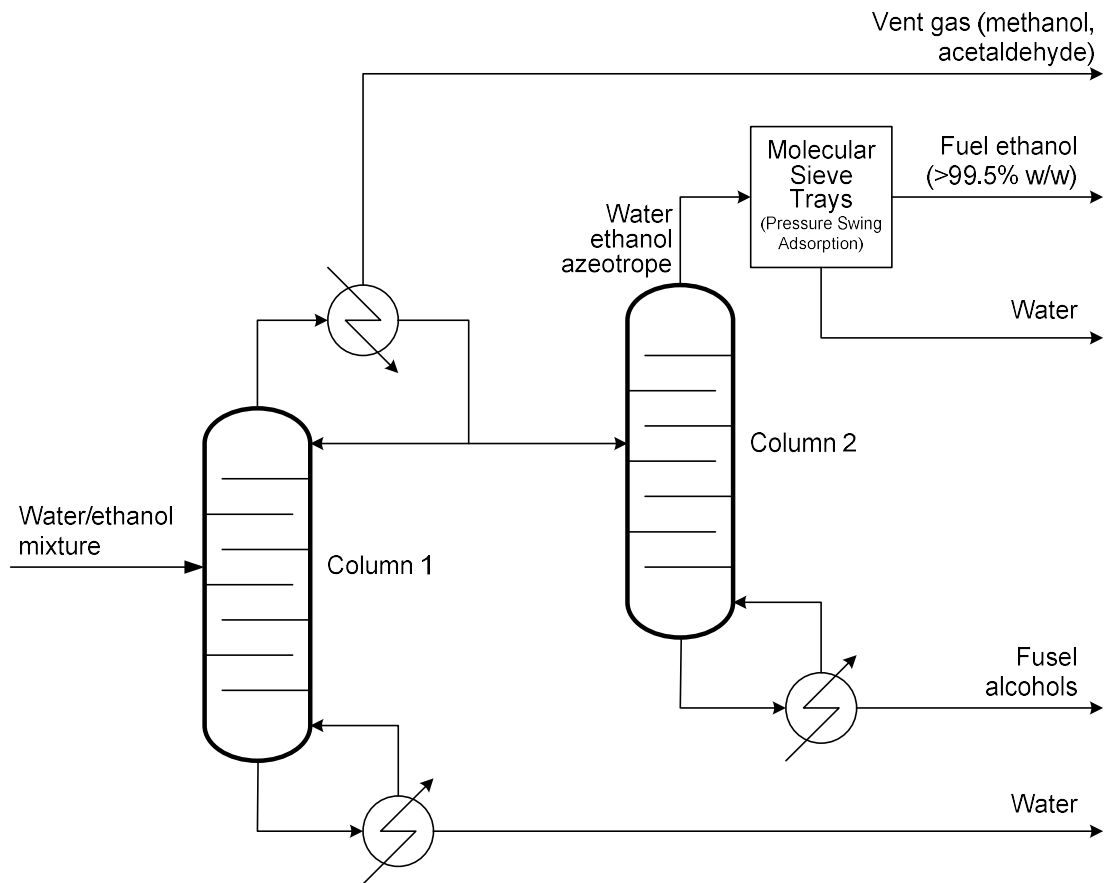 Vent gas (methanol,
acetaldehyde)
Molecular
Sieve
Trays
(Pressure Swing
Adsorption)
Fuel ethanol
(>99.5% w/w)
Water
ethanol
azeotrope
Water
Column 2
Water/ethanol
mixture
Column 1
Fusel
alcohols
Water